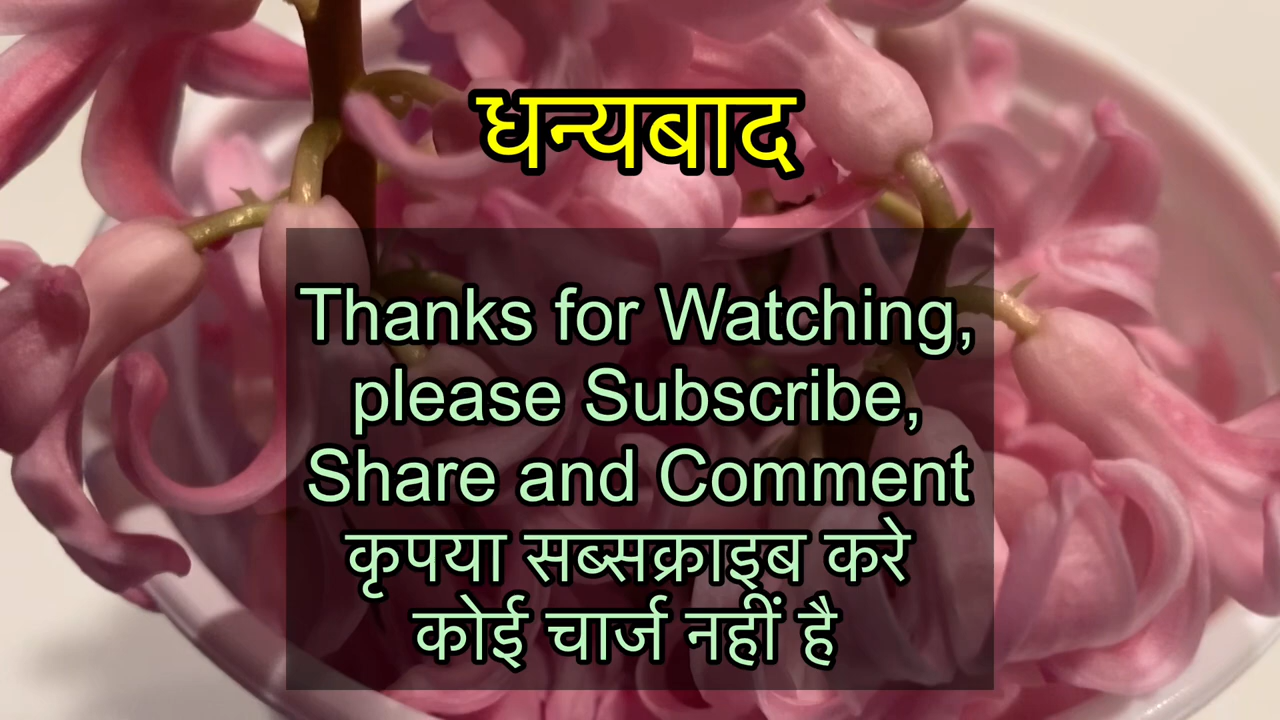 धन्यबाद
Thanks for Watching,
please Subscribe,
Share and Comment
कृपया सब्सक्राइब करे
कोई चार्ज नहीं है